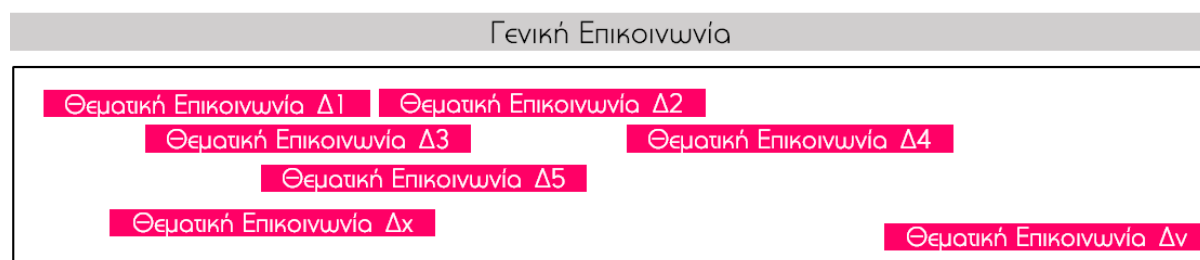 Γενική Επικοινωνία
Θεματική Επικοινωνία Δ1
Θεματική Επικοινωνία Δ2
Θεματική Επικοινωνία Δ3
Θεματική Επικοινωνία Δ4
Θεματική Επικοινωνία Δ5
Θεματική Επικοινωνία Δx
Θεματική Επικοινωνία Δν